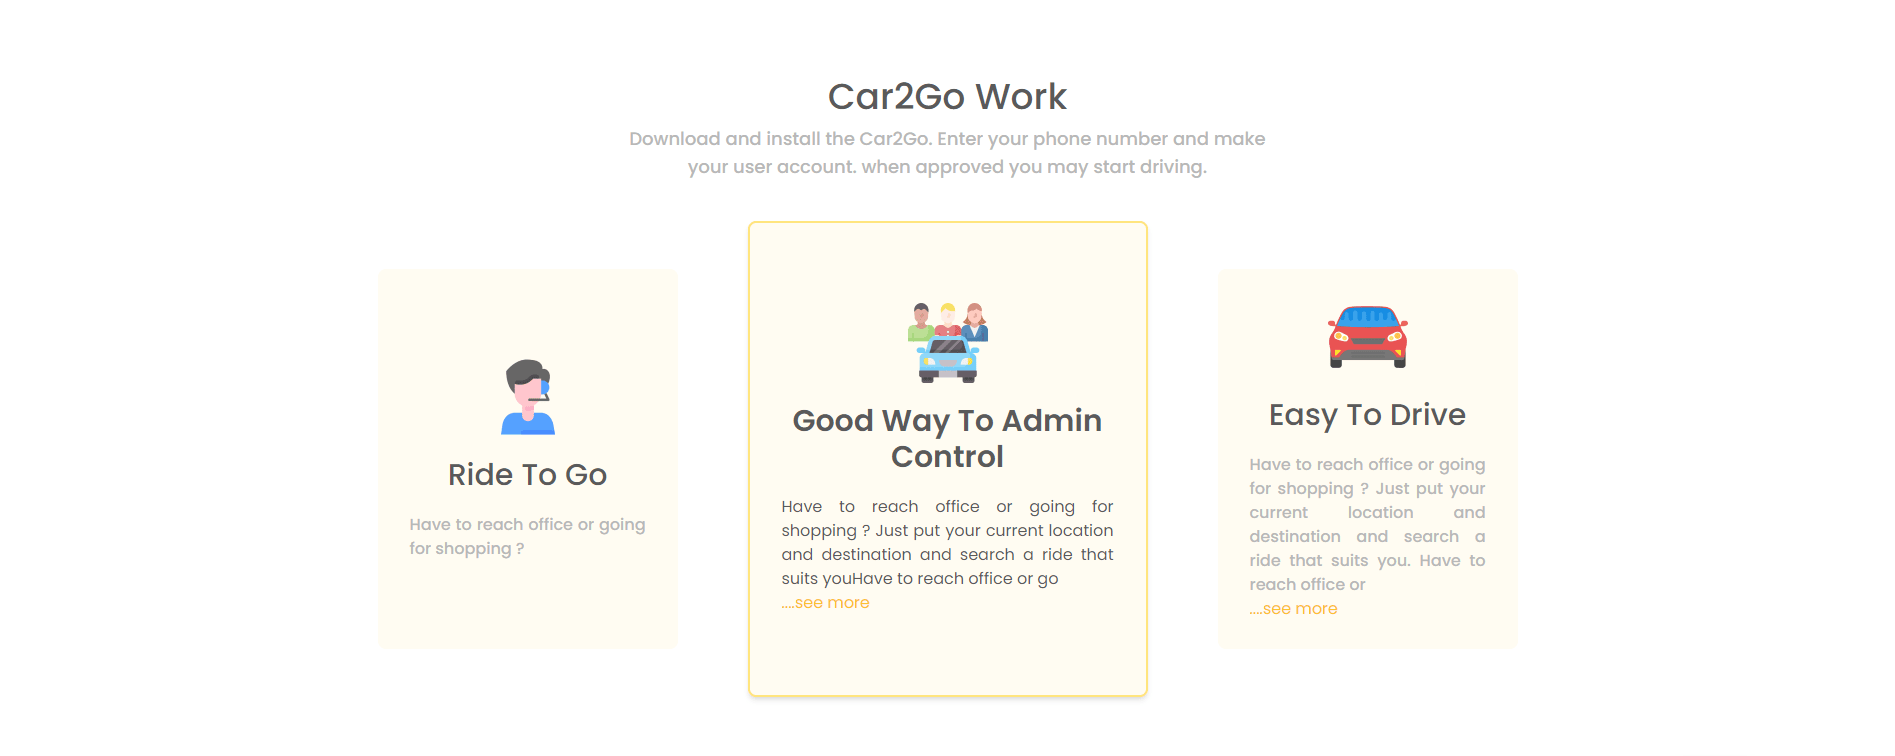 Car2Go Work
Download and install the Car2Go. Enter your phone number and make
your user account. when approved you may start driving.
Ride To Go
Have to reach office or going
for shopping ?
Good Way To Admin
Control
Have to reach office or going for
shopping ? Just put your current location
and destination and search a ride that
suits youHave to reach office or go
....see more
Easy To Drive
Have to reach office or going
for shopping ? Just put your
current location and
destination and search a
ride that suits you. Have to
reach office or
....see more